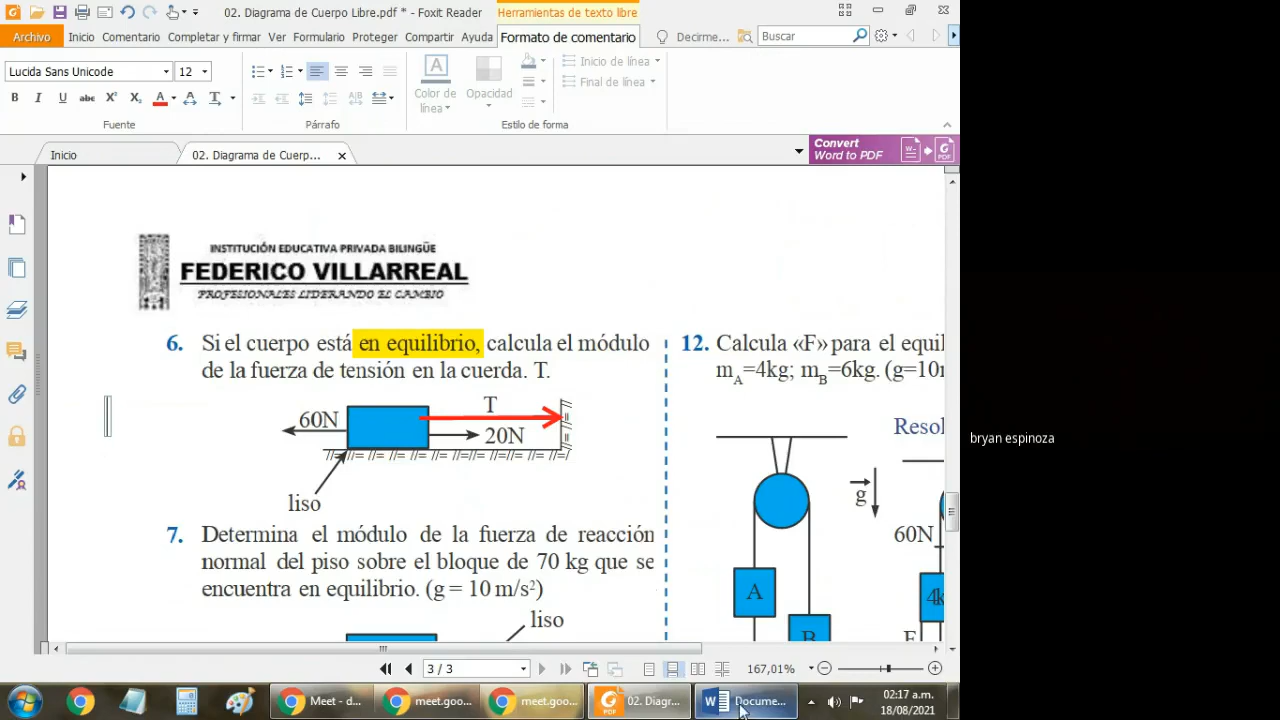 02. Diagrama de Cuerpo Libre.pdf * - Foxit Reader
Herramientas de texto libre
Archivo Inicio Comentario Completar y firmar Ver Formulario Proteger Compartir Ayuda Formato de comentario Decirme... Buscar
Lucida Sans Unicode 12
Color de línea
Opacidad
Inicio de línea
Final de línea
Fuente Párrafo Estilo de forma
Inicio
02. Diagrama de Cuerp...
Convert
Word to PDF
INSTITUCIÓN EDUCATIVA PRIVADA BILINGÜE
FEDERICO VILLARREAL
PROFESIONALES LIDERANDO EL CAMBIO
6. Si el cuerpo está en equilibrio, calcula el módulo
de la fuerza de tensión en la cuerda. T.
T
60N
20N
liso
7. Determina el módulo de la fuerza de reacción
normal del piso sobre el bloque de 70 kg que se
encuentra en equilibrio. (g = 10 m/s²)
liso
12. Calcula «F» para el equil
mA=4kg; mB=6kg. (g=10m
Resol
g
60N
A
B
4k
F
bryan espinoza
3 / 3
167,01%
Meet - d...
meet.goo...
meet.goo...
02. Diagr...
Docume...
02:17 a.m.
18/08/2021